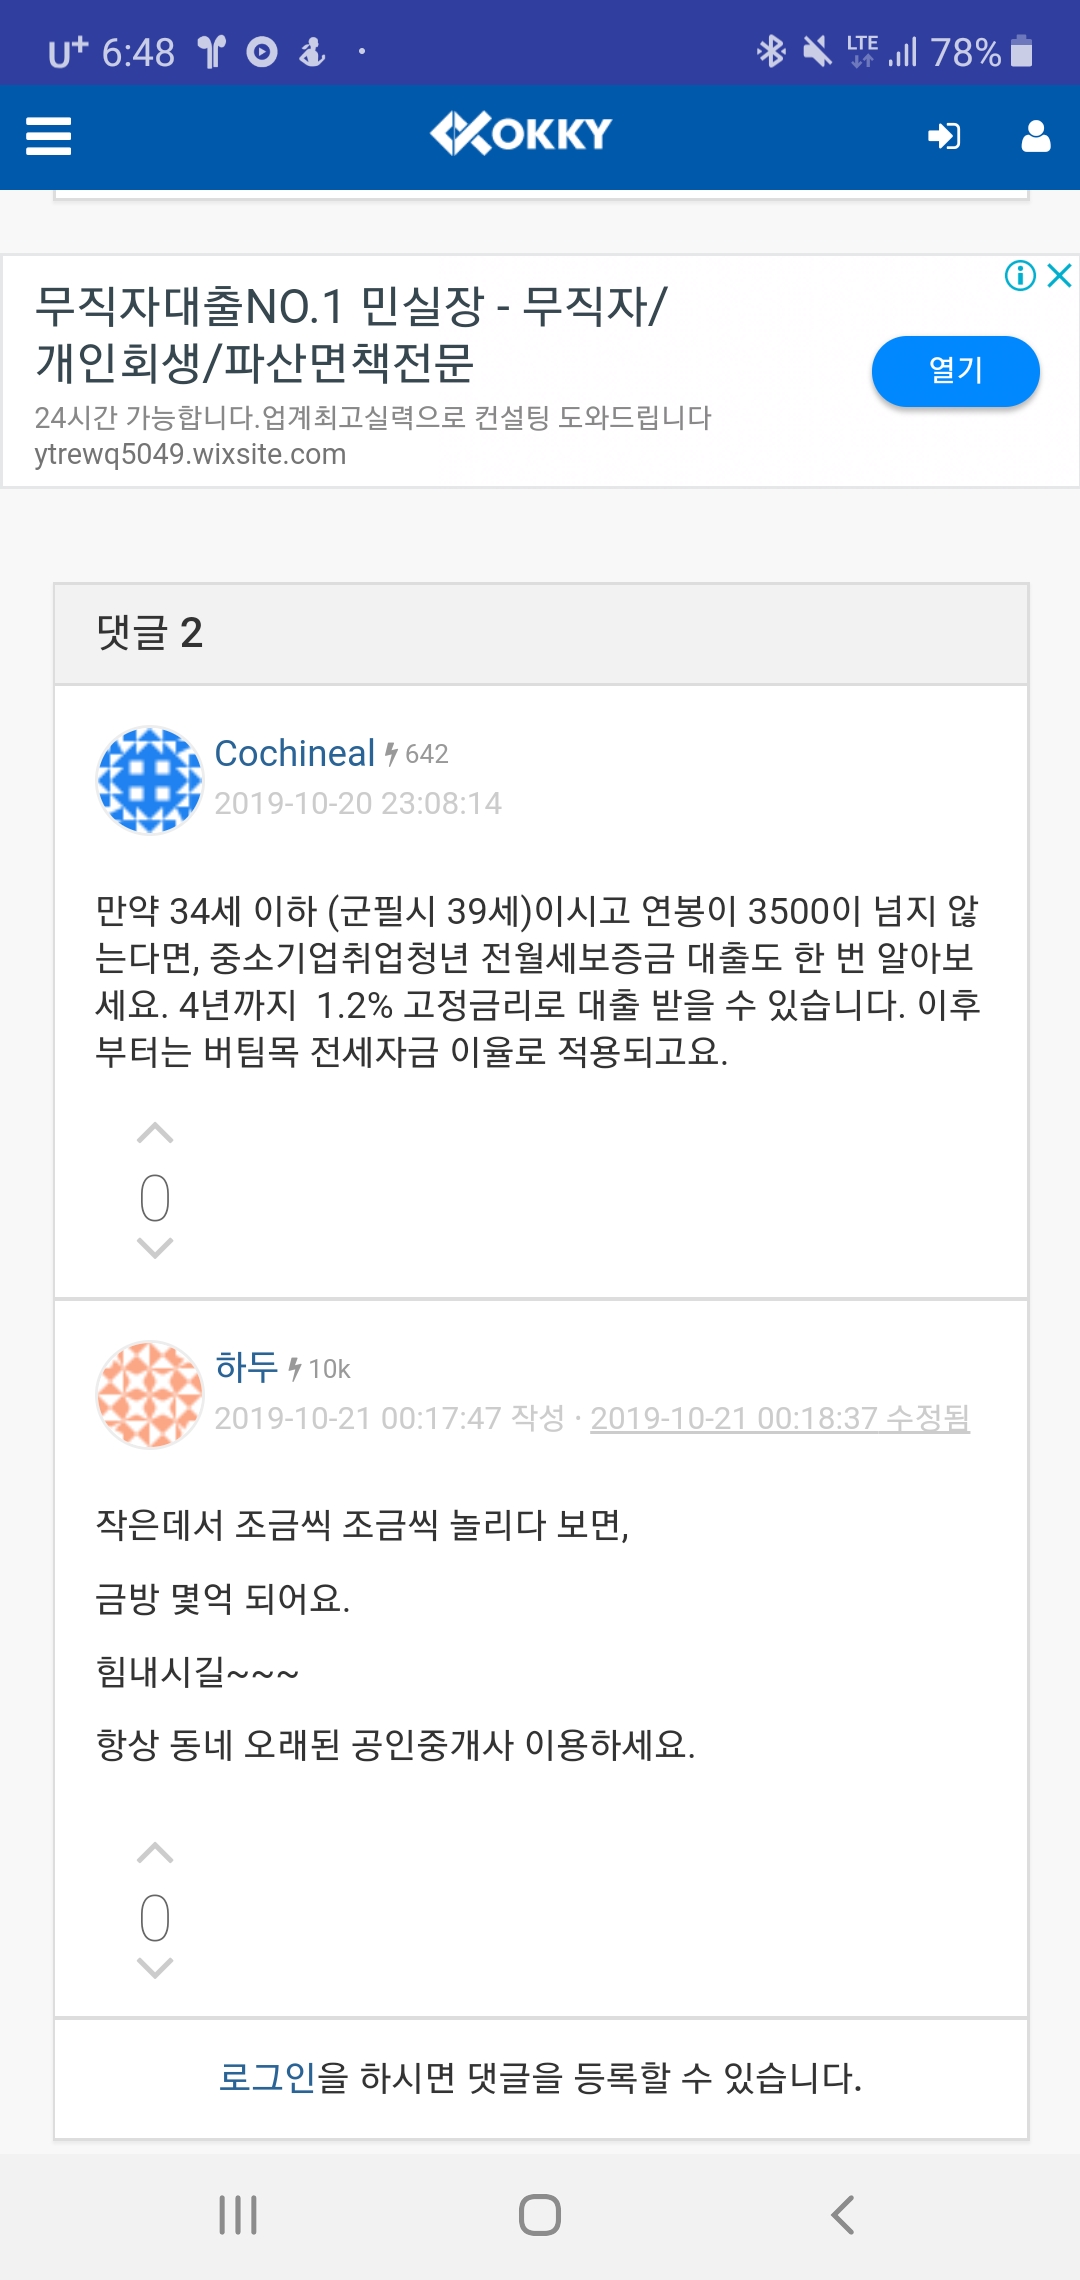 U+ 6:48 LTE 78%
OKKY
무직자대출NO.1 민실장 - 무직자/
개인회생/파산면책전문
열기
24시간 가능합니다.업계최고실력으로 컨설팅 도와드립니다
ytrewq5049.wixsite.com
댓글 2
Cochineal 642
2019-10-20 23:08:14
만약 34세 이하 (군필시 39세)이시고 연봉이 3500이 넘지 않
는다면, 중소기업취업청년 전월세보증금 대출도 한 번 알아보
세요. 4년까지  1.2% 고정금리로 대출 받을 수 있습니다. 이후
부터는 버팀목 전세자금 이율로 적용되고요.
0
하두 10k
2019-10-21 00:17:47 작성 · 2019-10-21 00:18:37 수정됨
작은데서 조금씩 조금씩 놀리다 보면,
금방 몇억 되어요.
힘내시길~~~
항상 동네 오래된 공인중개사 이용하세요.
0
로그인을 하시면 댓글을 등록할 수 있습니다.